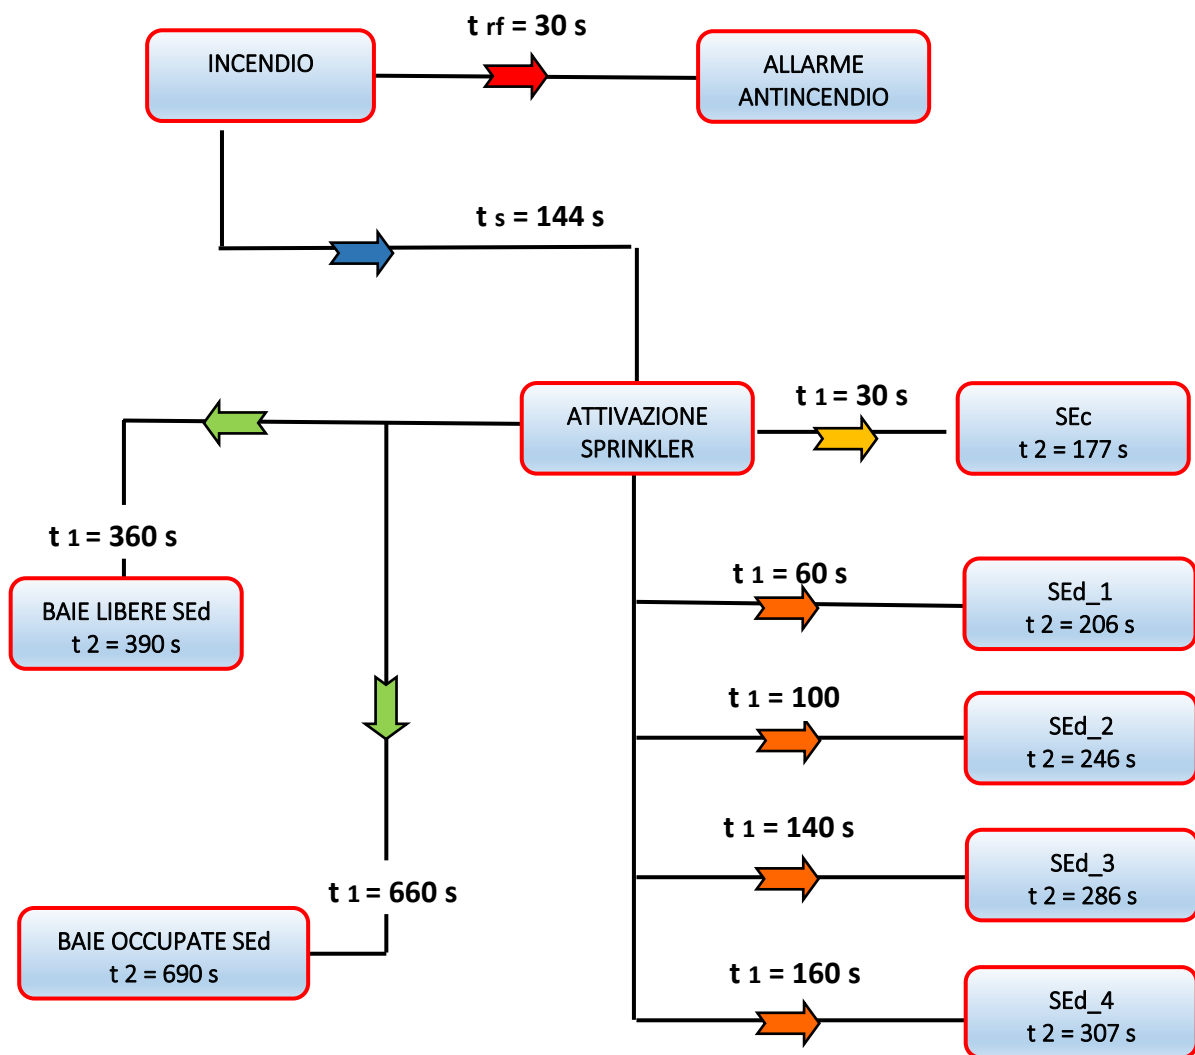 t rf = 30 s
INCENDIO
ALLARME
ANTINCENDIO
t s = 144 s
ATTIVAZIONE
SPRINKLER
t 1 = 30 s
SEc
t 2 = 177 s
t 1 = 360 s
BAIE LIBERE SEd
t 2 = 390 s
t 1 = 60 s
SEd_1
t 2 = 206 s
t 1 = 100
SEd_2
t 2 = 246 s
t 1 = 140 s
SEd_3
t 2 = 286 s
t 1 = 660 s
BAIE OCCUPATE SEd
t 2 = 690 s
t 1 = 160 s
SEd_4
t 2 = 307 s